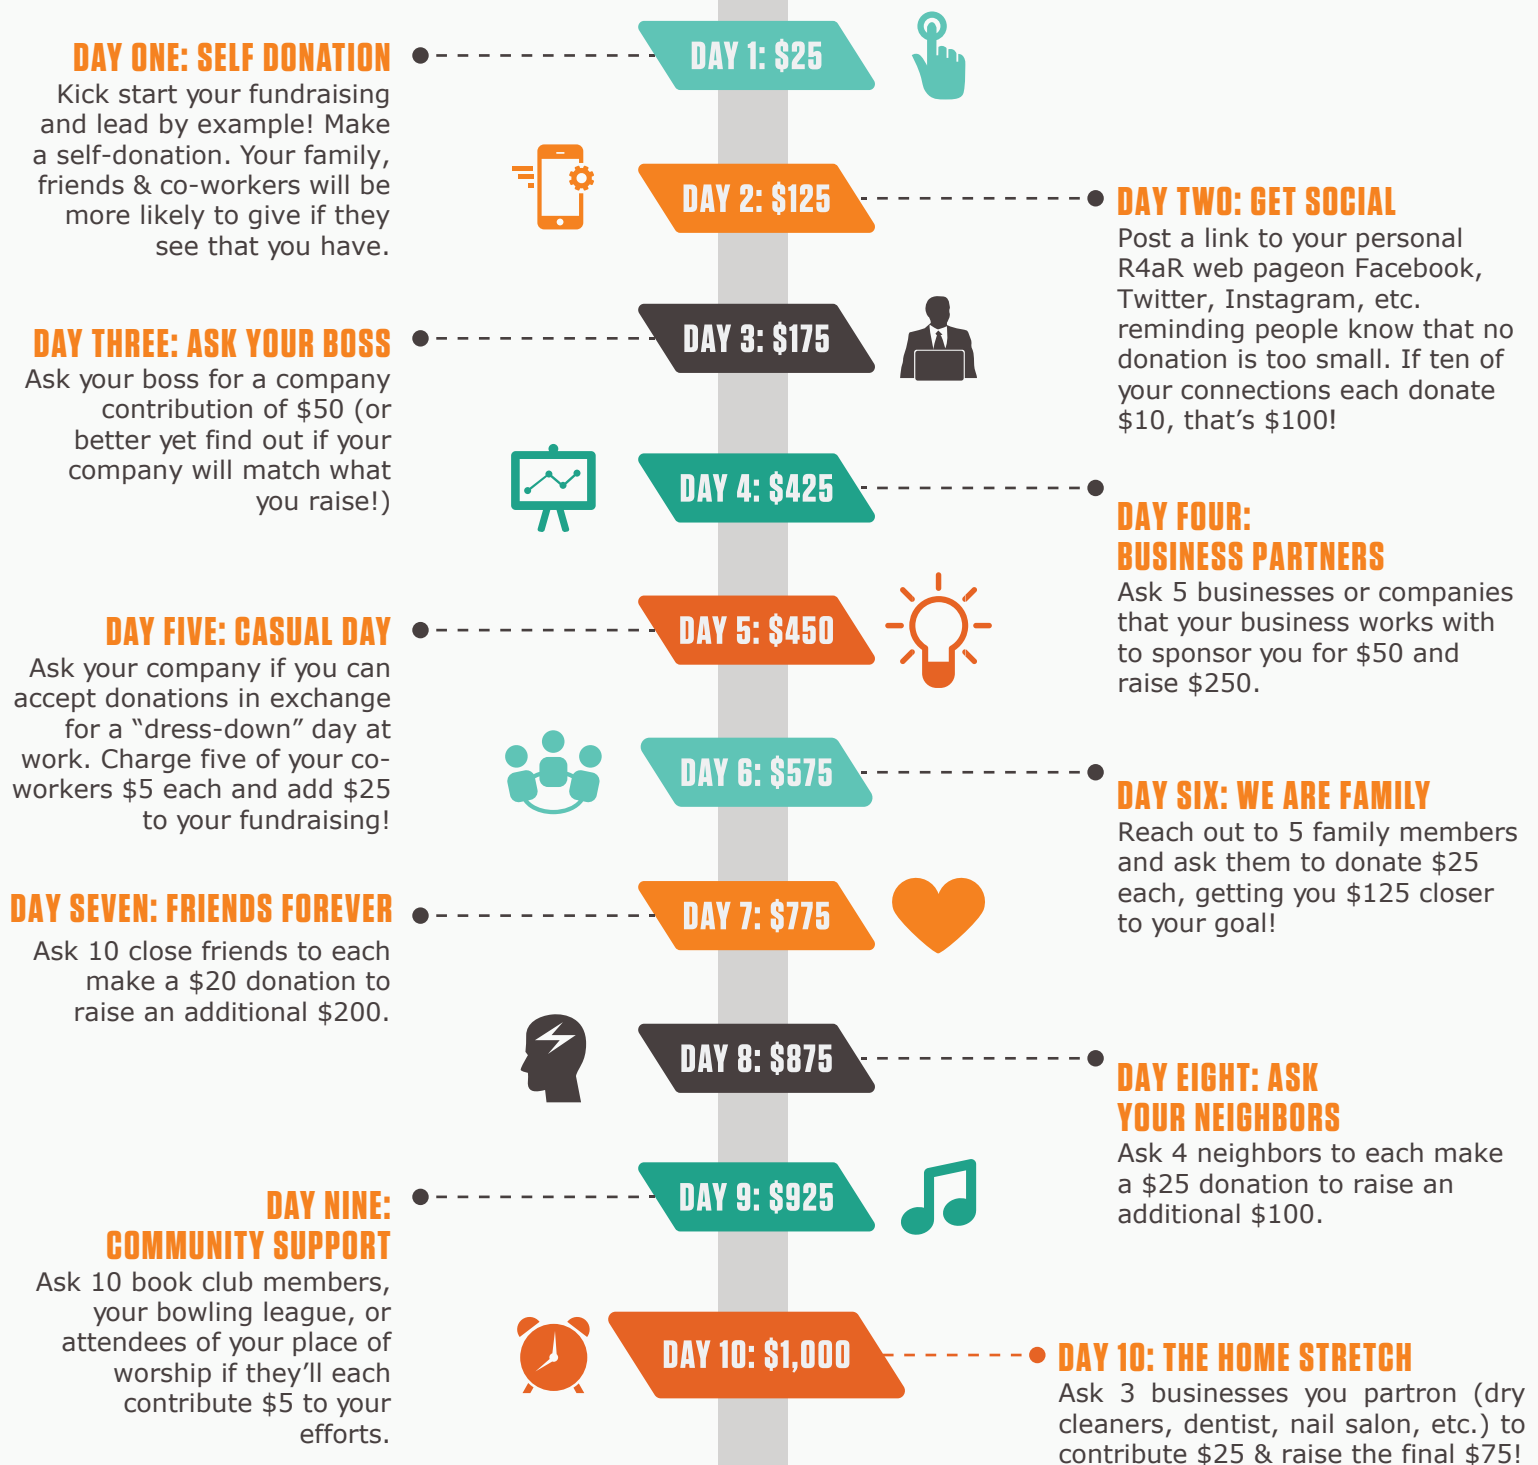 DAY 1: $25
DAY ONE: SELF DONATION
Kick start your fundraising
and lead by example! Make
a self-donation. Your family,
friends & co-workers will be
more likely to give if they
see that you have.
DAY 2: $125
DAY TWO: GET SOCIAL
Post a link to your personal
R4aR web pageon Facebook,
Twitter, Instagram, etc.
reminding people know that no
donation is too small. If ten of
your connections each donate
$10, that’s $100!
DAY 3: $175
DAY THREE: ASK YOUR BOSS
Ask your boss for a company
contribution of $50 (or
better yet find out if your
company will match what
you raise!)
DAY 4: $425
DAY FOUR:
BUSINESS PARTNERS
Ask 5 businesses or companies
that your business works with
to sponsor you for $50 and
raise $250.
DAY 5: $450
DAY FIVE: CASUAL DAY
Ask your company if you can
accept donations in exchange
for a “dress-down” day at
work. Charge five of your co-
workers $5 each and add $25
to your fundraising!
DAY 6: $575
DAY SIX: WE ARE FAMILY
Reach out to 5 family members
and ask them to donate $25
each, getting you $125 closer
to your goal!
DAY 7: $775
DAY SEVEN: FRIENDS FOREVER
Ask 10 close friends to each
make a $20 donation to
raise an additional $200.
DAY 8: $875
DAY EIGHT: ASK
YOUR NEIGHBORS
Ask 4 neighbors to each make
a $25 donation to raise an
additional $100.
DAY 9: $925
DAY NINE:
COMMUNITY SUPPORT
Ask 10 book club members,
your bowling league, or
attendees of your place of
worship if they’ll each
contribute $5 to your
efforts.
DAY 10: $1,000
DAY 10: THE HOME STRETCH
Ask 3 businesses you partron (dry
cleaners, dentist, nail salon, etc.) to
contribute $25 & raise the final $75!